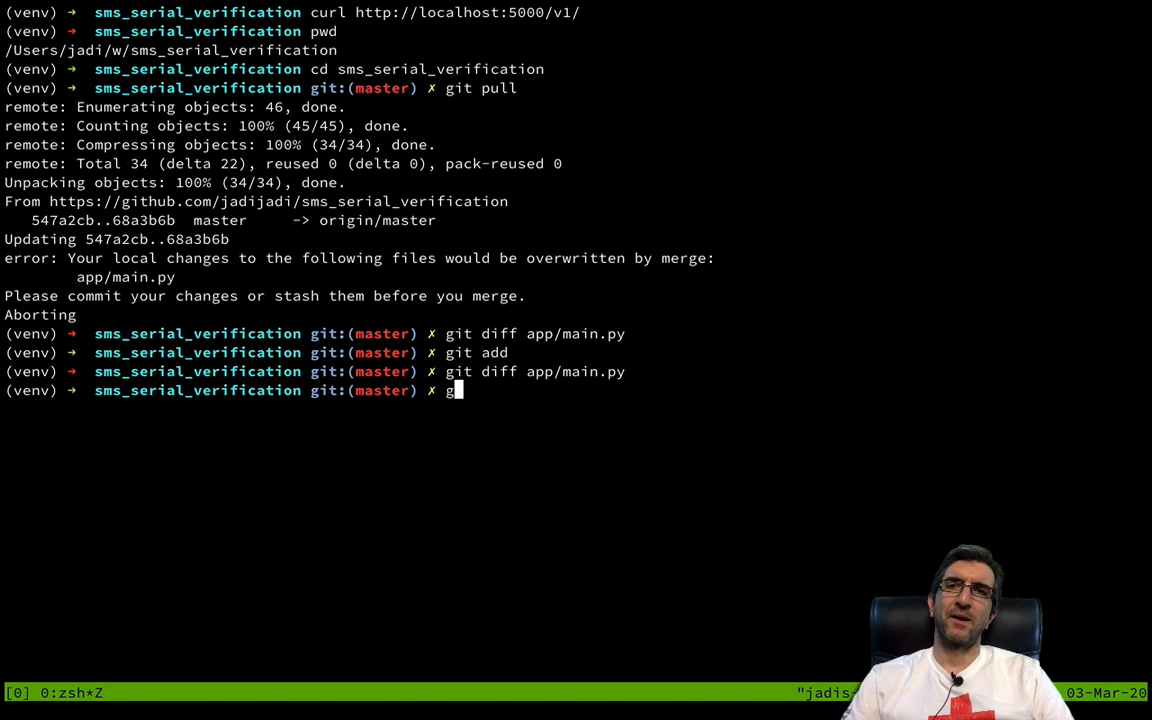 (venv) → sms_serial_verification curl http://localhost:5000/v1/
(venv) → sms_serial_verification pwd
/Users/jadi/w/sms_serial_verification
(venv) → sms_serial_verification cd sms_serial_verification
(venv) → sms_serial_verification git:(master) ✗ git pull
remote: Enumerating objects: 46, done.
remote: Counting objects: 100% (45/45), done.
remote: Compressing objects: 100% (34/34), done.
remote: Total 34 (delta 22), reused 0 (delta 0), pack-reused 0
Unpacking objects: 100% (34/34), done.
From https://github.com/jadijadi/sms_serial_verification
547a2cb..68a3b6b master -> origin/master
Updating 547a2cb..68a3b6b
error: Your local changes to the following files would be overwritten by merge:
app/main.py
Please commit your changes or stash them before you merge.
Aborting
(venv) → sms_serial_verification git:(master) ✗ git diff app/main.py
(venv) → sms_serial_verification git:(master) ✗ git add
(venv) → sms_serial_verification git:(master) ✗ git diff app/main.py
(venv) → sms_serial_verification git:(master) ✗ g
[0] 0:zsh*Z "jadis- 03-Mar-20